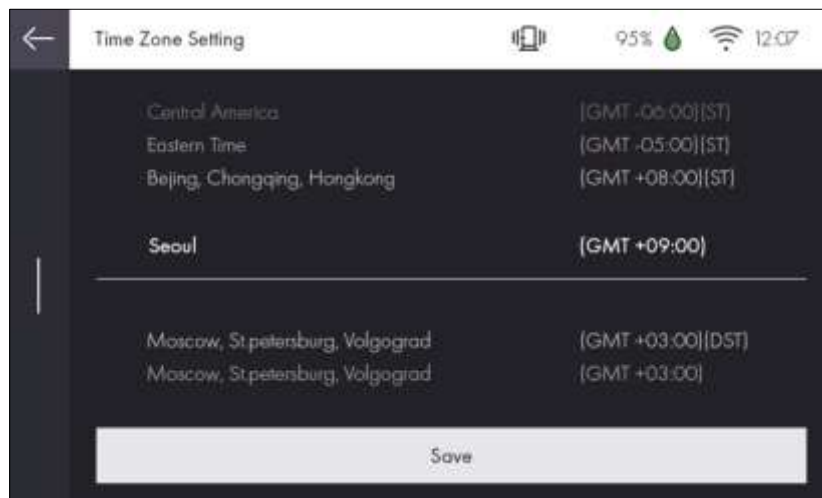 Time Zone Setting 95% 12:07
Central America (GMT -06:00)(ST)
Eastern Time (GMT -05:00)(ST)
Bejing, Chongqing, Hongkong (GMT +08:00)(ST)
Seoul (GMT +09:00)
Moscow, St.petersburg, Volgograd (GMT +03:00)(DST)
Moscow, St.petersburg, Volgograd (GMT +03:00)
Save